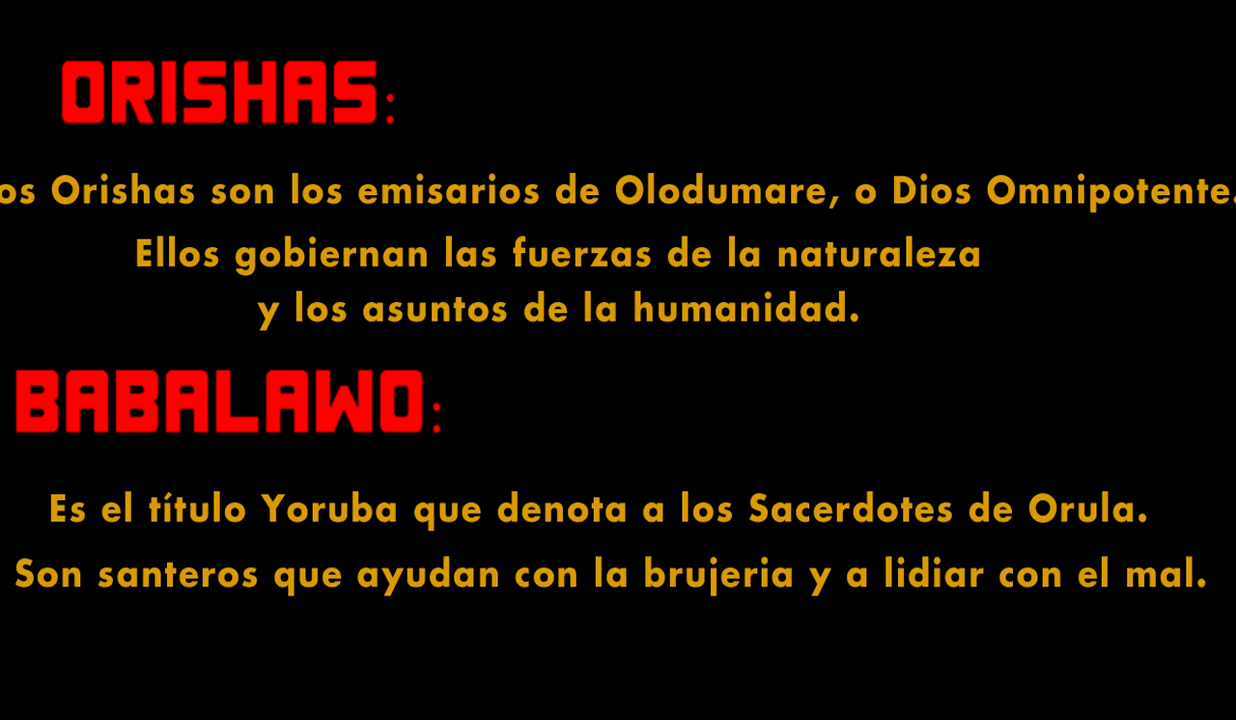 ORISHAS:
os Orishas son los emisarios de Olodumare, o Dios Omnipotente.
Ellos gobiernan las fuerzas de la naturaleza
y los asuntos de la humanidad.
BABALAWO:
Es el título Yoruba que denota a los Sacerdotes de Orula.
Son santeros que ayudan con la brujeria y a lidiar con el mal.